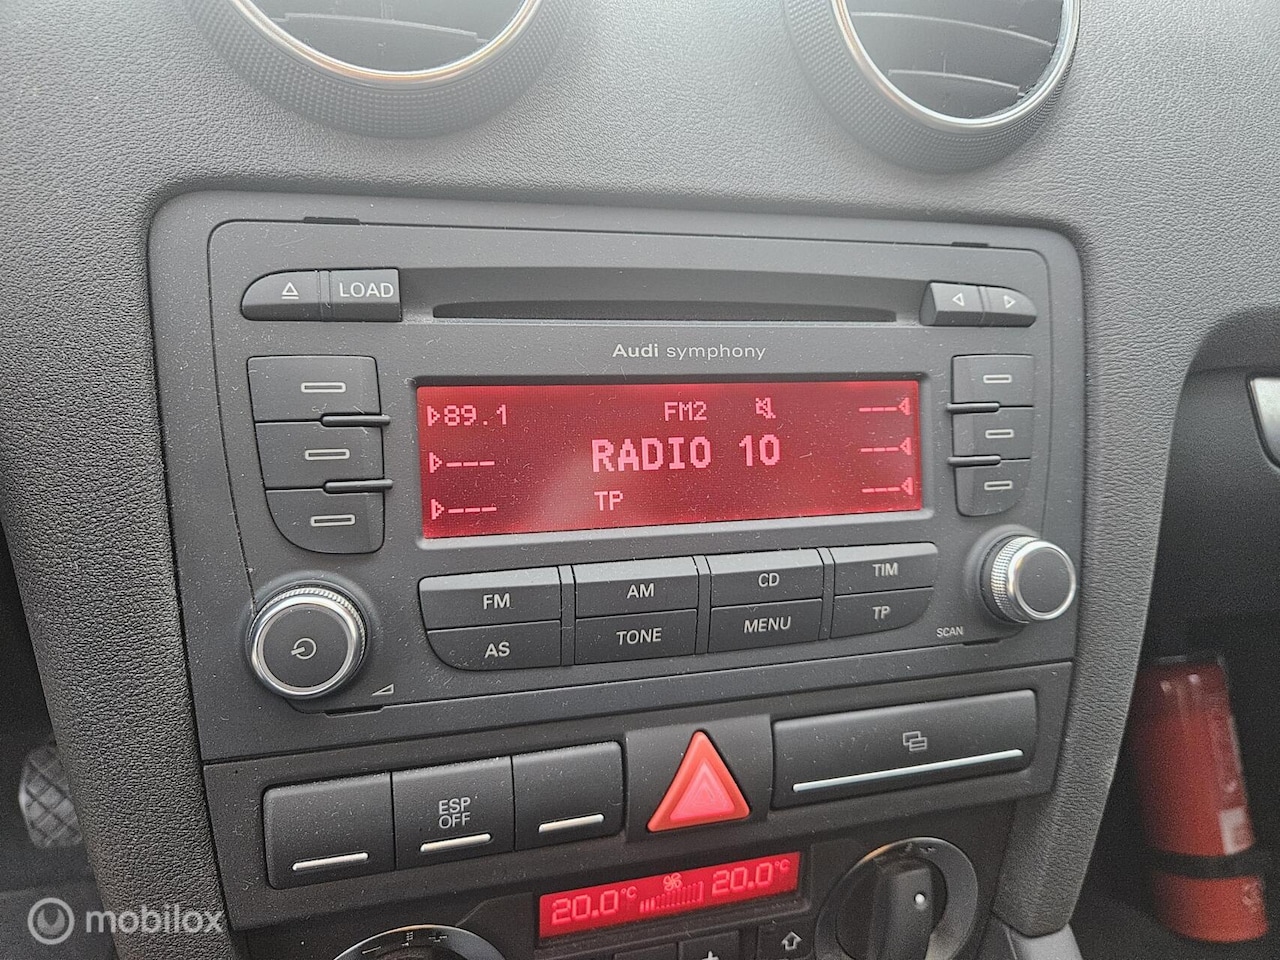 LOAD
Audi symphony
89.1 FM2 ---
--- RADIO 10 ---
--- TP ---
FM AM CD TIM
AS TONE MENU TP
SCAN
ESP
OFF
20.0°C 20.0°C
mobilox